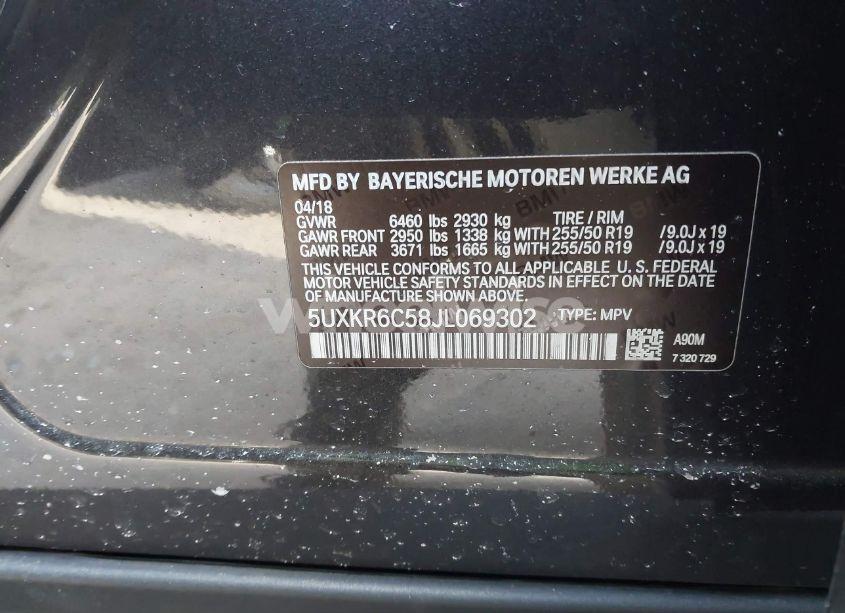 MFD BY BAYERISCHE MOTOREN WERKE AG
04/18
GVWR 6460 lbs 2930 kg TIRE / RIM
GAWR FRONT 2950 lbs 1338 kg WITH 255/50 R19 /9.0J x 19
GAWR REAR 3671 lbs 1665 kg WITH 255/50 R19 /9.0J x 19
THIS VEHICLE CONFORMS TO ALL APPLICABLE U. S. FEDERAL
MOTOR VEHICLE SAFETY STANDARDS IN EFFECT ON THE DATE
OF MANUFACTURE SHOWN ABOVE.
5UXKR6C58JL069302 TYPE: MPV
A90M
7 320 729